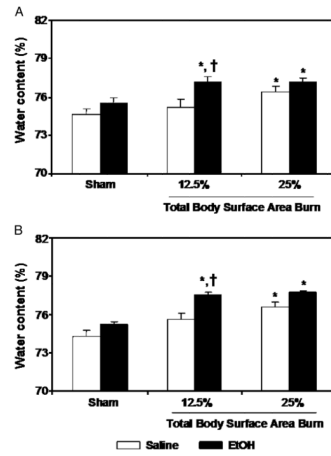 A
82
79
76
73
70
Water content (%)
*, †
*
*
Sham
12.5%
25%
Total Body Surface Area Burn
B
82
79
76
73
70
Water content (%)
*,†
*
*
Sham
12.5%
25%
Total Body Surface Area Burn
Saline
EtOH